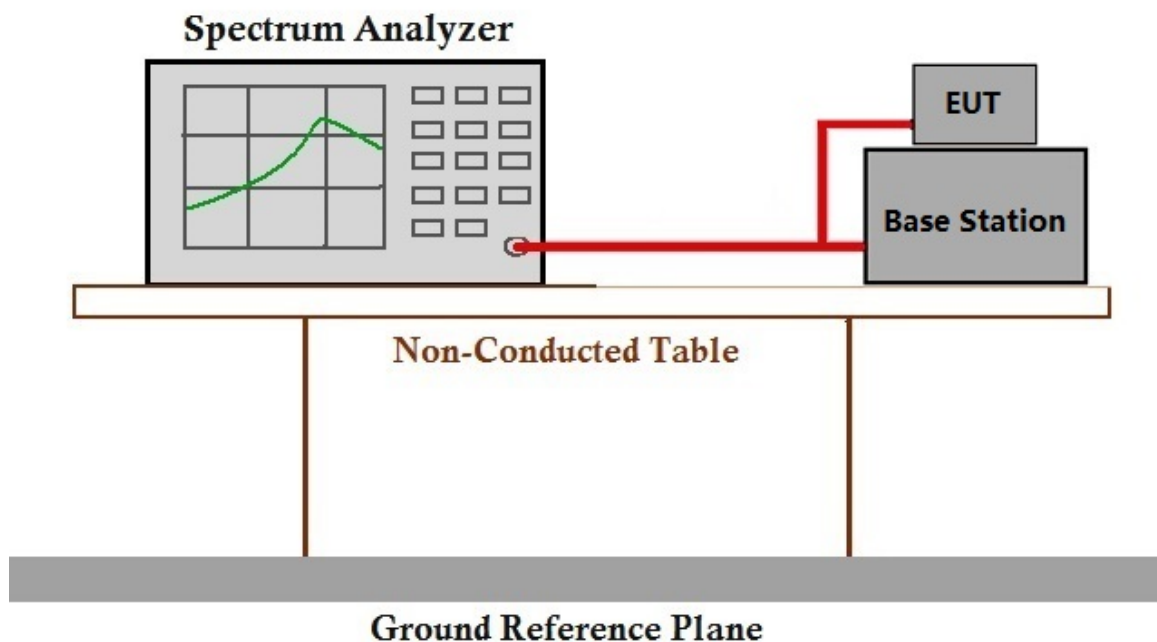 Spectrum Analyzer
EUT
Base Station
Non-Conducted Table
Ground Reference Plane